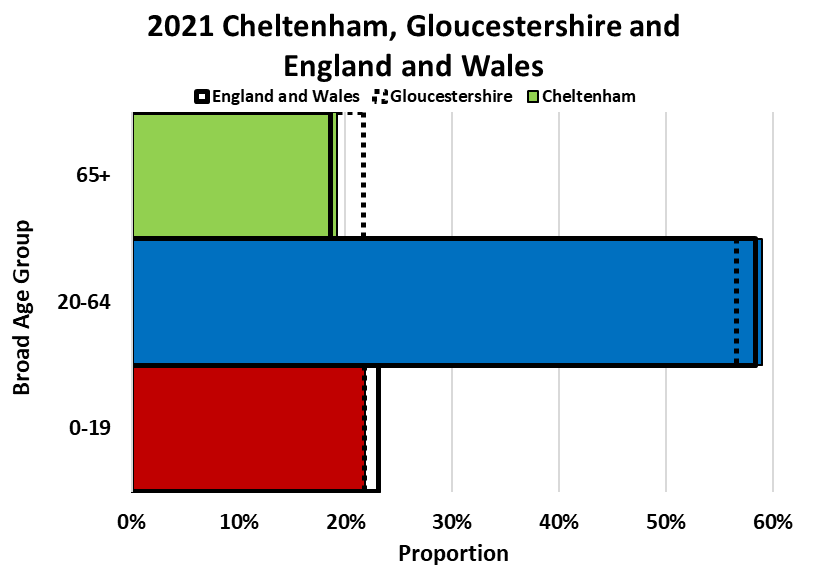 2021 Cheltenham, Gloucestershire and
England and Wales
England and Wales Gloucestershire Cheltenham
65+
20-64
0-19
Broad Age Group
0% 10% 20% 30% 40% 50% 60%
Proportion